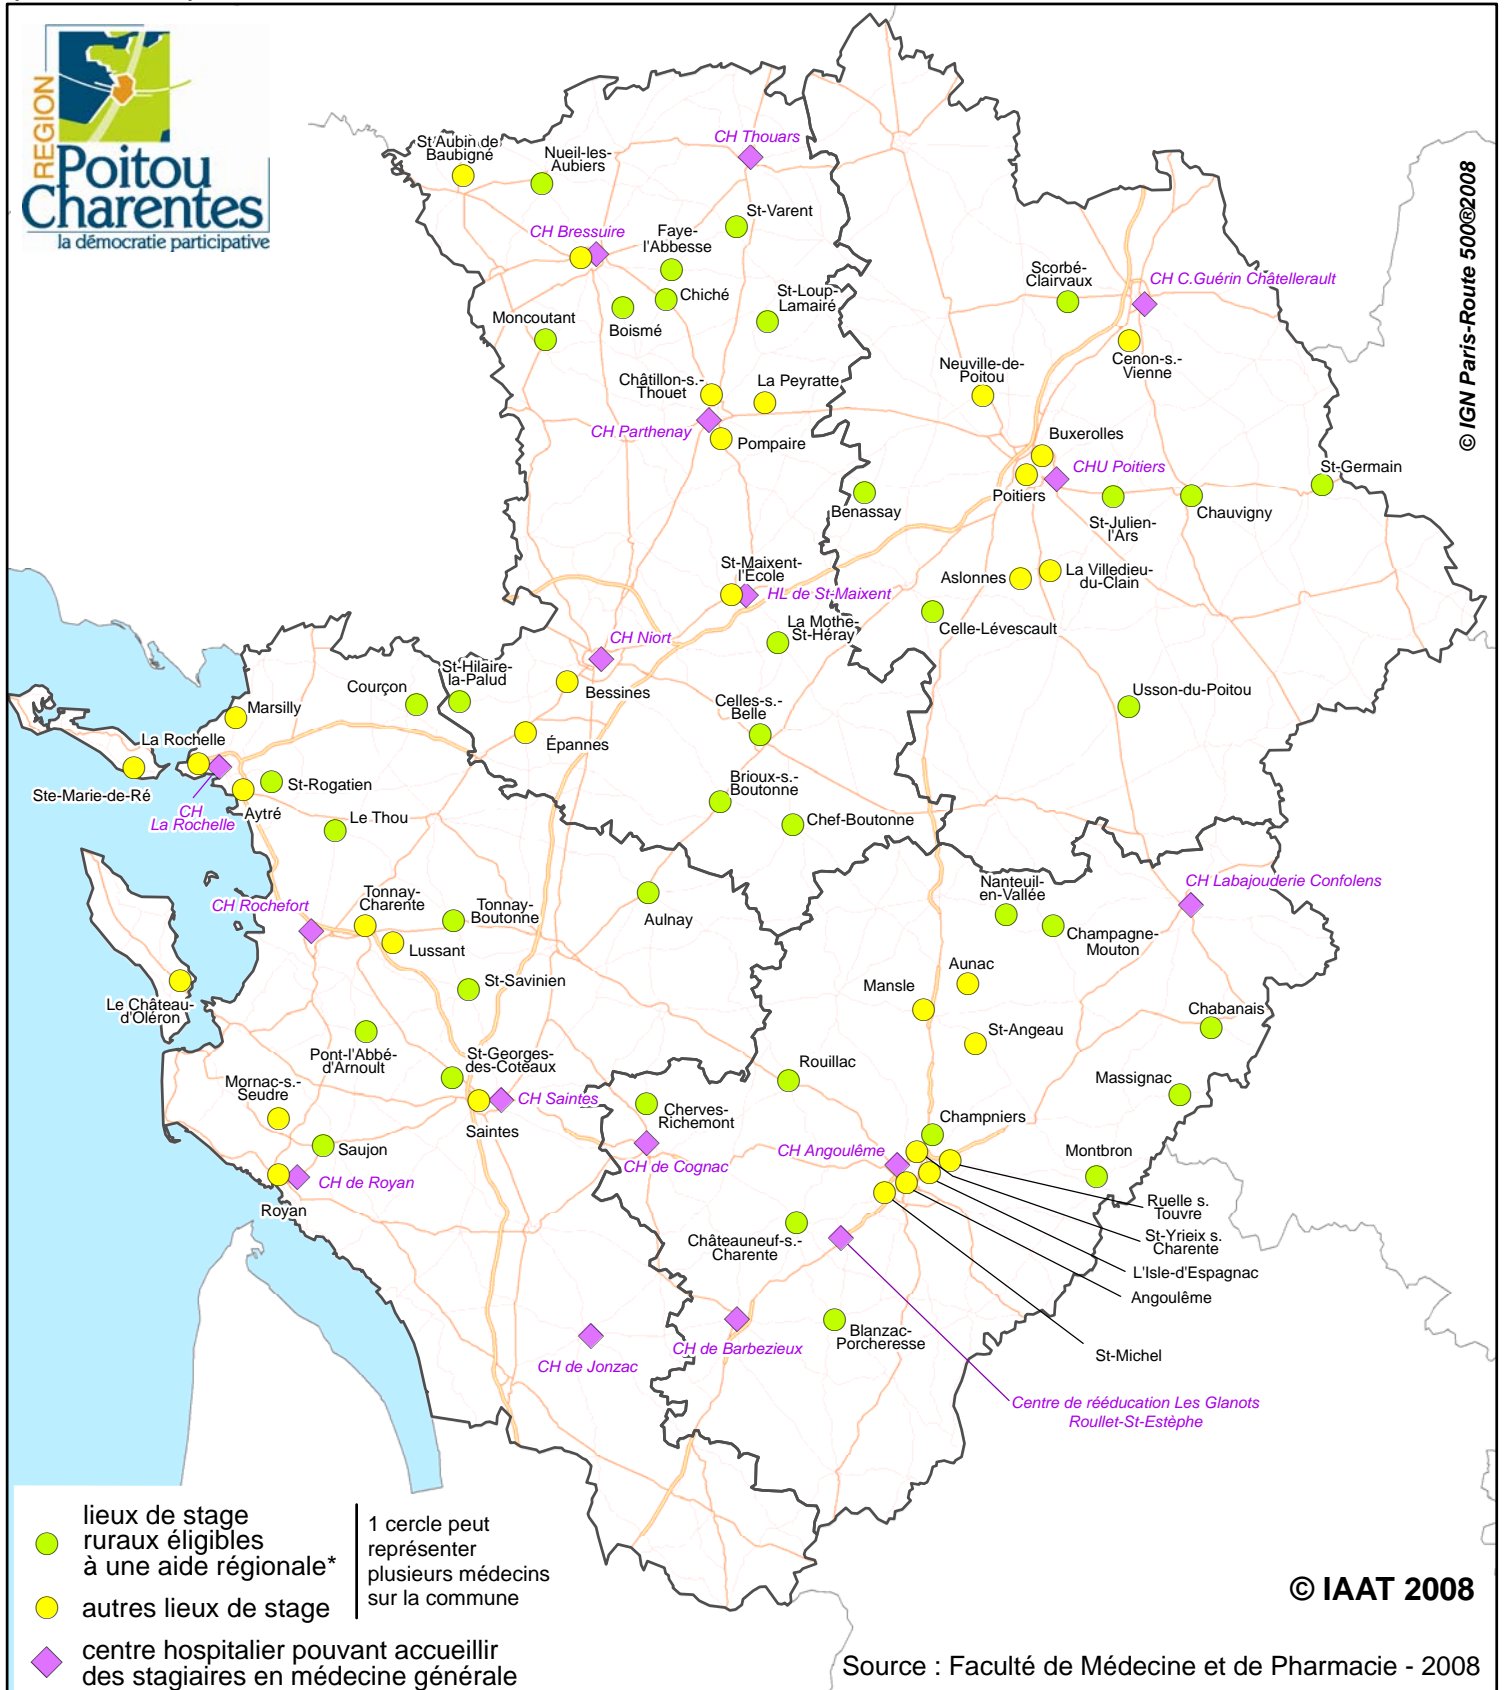 REGION
Poitou
Charentes
la démocratie participative
© IGN Paris-Route 500®2008
CH Thouars
St Aubin de
Baubigné
Nueil-les-
Aubiers
St-Varent
CH Bressuire
Faye-
l'Abbesse
Scorbé-
Clairvaux
CH C.Guérin Châtellerault
Chiché
St-Loup-
Lamairé
Boismé
Moncoutant
Cenon-s.-
Vienne
Neuville-de-
Poitou
Châtillon-s.-
Thouet
La Peyratte
CH Parthenay
Pompaire
Buxerolles
CHU Poitiers
St-Germain
Poitiers
Benassay
St-Julien-
l'Ars
Chauvigny
St-Maixent-
l'École
HL de St-Maixent
Aslonnes
La Villedieu-
du-Clain
Celle-Lévescault
La Mothe-
St-Héray
CH Niort
St-Hilaire-
la-Palud
Courçon
Bessines
Usson-du-Poitou
Marsilly
Celles-s.-
Belle
La Rochelle
Épannes
Ste-Marie-de-Ré
St-Rogatien
Brioux-s.-
Boutonne
CH
La Rochelle
Aytré
Le Thou
Chef-Boutonne
CH Labajouderie Confolens
Nanteuil-
en-Vallée
Tonnay-
Charente
Tonnay-
Boutonne
CH Rochefort
Aulnay
Champagne-
Mouton
Lussant
Aunac
Mansle
St-Savinien
Le Château-
d'Oléron
Chabanais
St-Angeau
Pont-l'Abbé-
d'Arnoult
St-Georges-
des-Coteaux
Rouillac
Mornac-s.-
Seudre
Massignac
CH Saintes
Cherves-
Richemont
Champniers
Saintes
Saujon
CH de Cognac
CH Angoulême
Montbron
CH de Royan
Royan
Ruelle s.
Touvre
Châteauneuf-s.-
Charente
St-Yrieix s.
Charente
L'Isle-d'Espagnac
Angoulême
Blanzac-
Porcheresse
CH de Barbezieux
St-Michel
CH de Jonzac
Centre de rééducation Les Glanots
Roullet-St-Estèphe
lieux de stage
ruraux éligibles
à une aide régionale*
autres lieux de stage
1 cercle peut
représenter
plusieurs médecins
sur la commune
centre hospitalier pouvant accueillir
des stagiaires en médecine générale
© IAAT 2008
Source : Faculté de Médecine et de Pharmacie - 2008